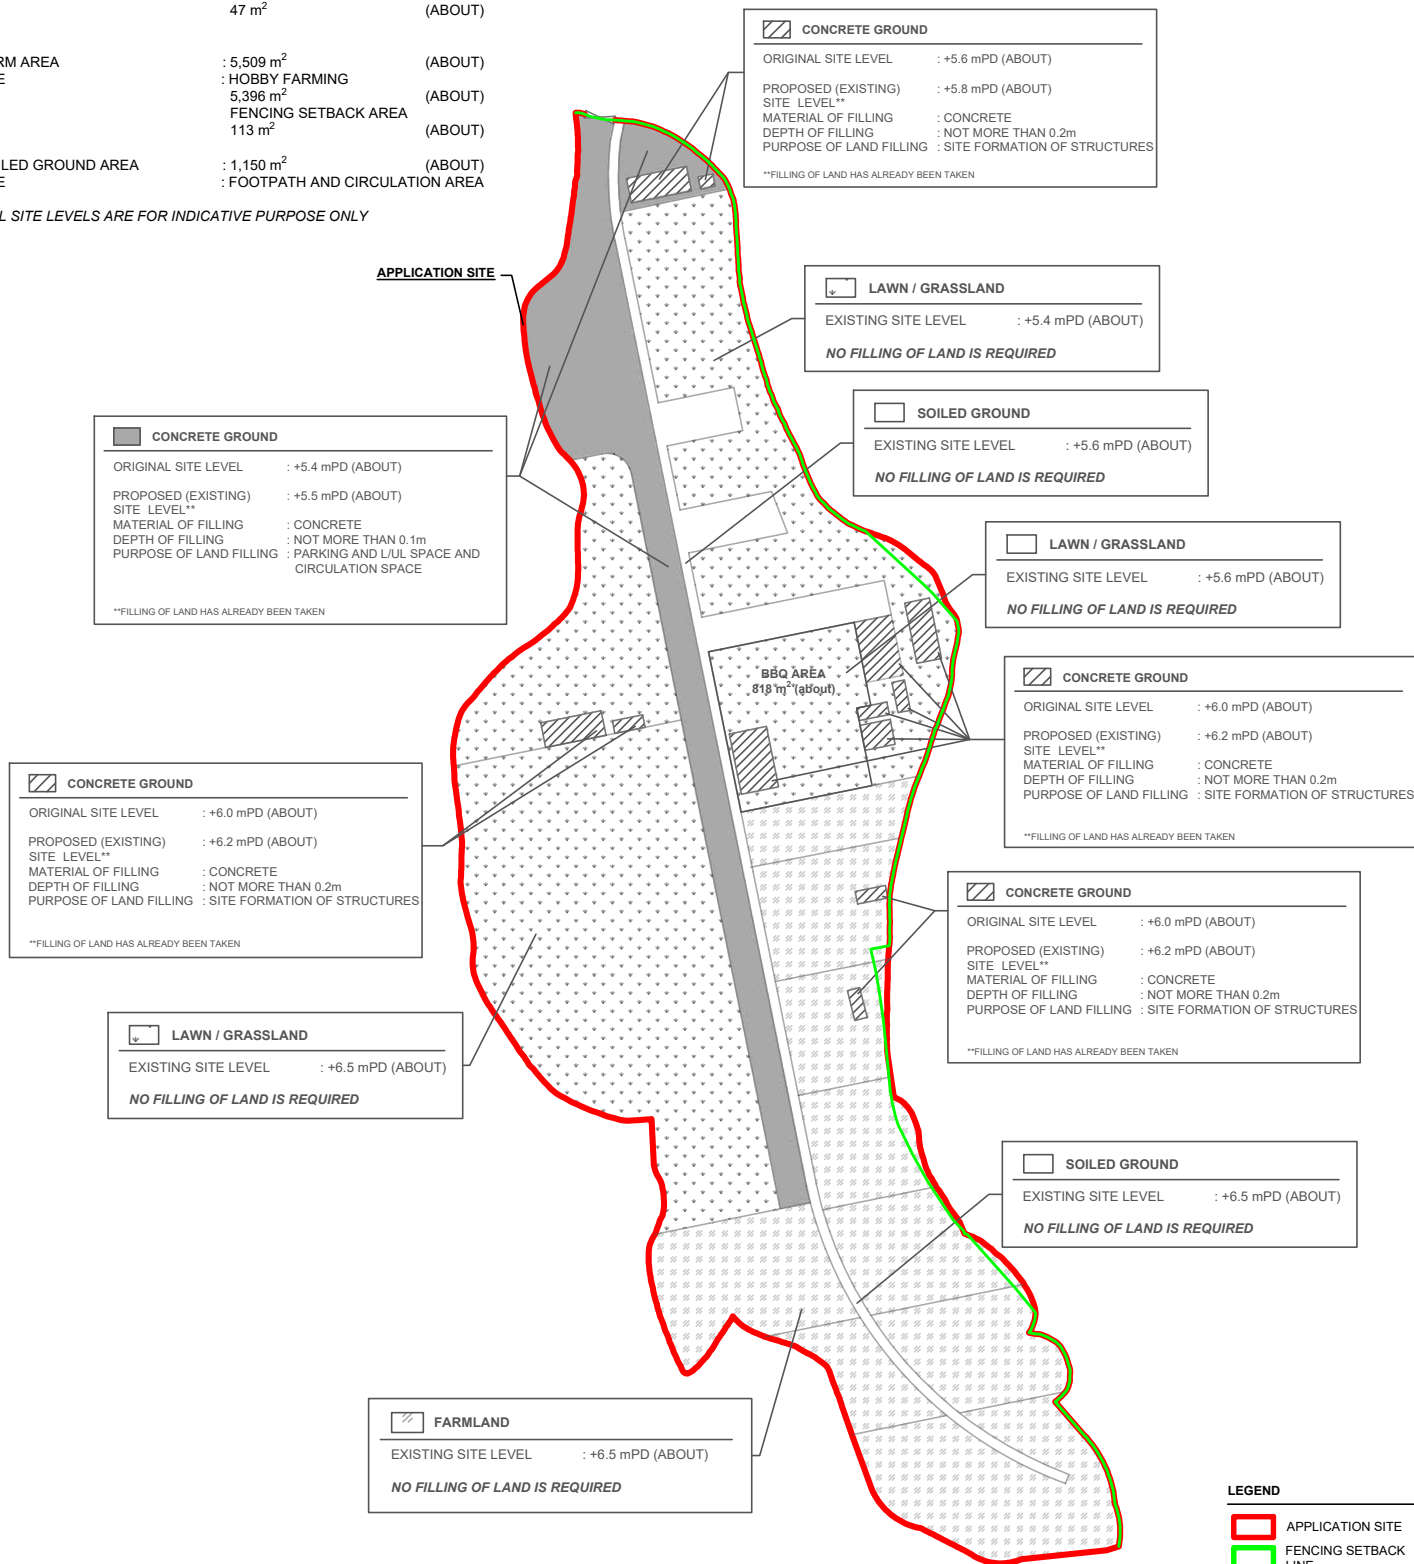 47 m² (ABOUT)
RM AREA : 5,509 m² (ABOUT)
E : HOBBY FARMING
5,396 m² (ABOUT)
FENCING SETBACK AREA
113 m² (ABOUT)
LED GROUND AREA : 1,150 m² (ABOUT)
E : FOOTPATH AND CIRCULATION AREA
L SITE LEVELS ARE FOR INDICATIVE PURPOSE ONLY
CONCRETE GROUND
ORIGINAL SITE LEVEL : +5.6 mPD (ABOUT)
PROPOSED (EXISTING) : +5.8 mPD (ABOUT)
SITE LEVEL**
MATERIAL OF FILLING : CONCRETE
DEPTH OF FILLING : NOT MORE THAN 0.2m
PURPOSE OF LAND FILLING : SITE FORMATION OF STRUCTURES
**FILLING OF LAND HAS ALREADY BEEN TAKEN
APPLICATION SITE
LAWN / GRASSLAND
EXISTING SITE LEVEL : +5.4 mPD (ABOUT)
NO FILLING OF LAND IS REQUIRED
SOILED GROUND
EXISTING SITE LEVEL : +5.6 mPD (ABOUT)
NO FILLING OF LAND IS REQUIRED
CONCRETE GROUND
ORIGINAL SITE LEVEL : +5.4 mPD (ABOUT)
PROPOSED (EXISTING) : +5.5 mPD (ABOUT)
SITE LEVEL**
MATERIAL OF FILLING : CONCRETE
DEPTH OF FILLING : NOT MORE THAN 0.1m
PURPOSE OF LAND FILLING : PARKING AND L/UL SPACE AND
CIRCULATION SPACE
**FILLING OF LAND HAS ALREADY BEEN TAKEN
LAWN / GRASSLAND
EXISTING SITE LEVEL : +5.6 mPD (ABOUT)
NO FILLING OF LAND IS REQUIRED
BBQ AREA
818 m² (about)
CONCRETE GROUND
ORIGINAL SITE LEVEL : +6.0 mPD (ABOUT)
PROPOSED (EXISTING) : +6.2 mPD (ABOUT)
SITE LEVEL**
MATERIAL OF FILLING : CONCRETE
DEPTH OF FILLING : NOT MORE THAN 0.2m
PURPOSE OF LAND FILLING : SITE FORMATION OF STRUCTURES
**FILLING OF LAND HAS ALREADY BEEN TAKEN
CONCRETE GROUND
ORIGINAL SITE LEVEL : +6.0 mPD (ABOUT)
PROPOSED (EXISTING) : +6.2 mPD (ABOUT)
SITE LEVEL**
MATERIAL OF FILLING : CONCRETE
DEPTH OF FILLING : NOT MORE THAN 0.2m
PURPOSE OF LAND FILLING : SITE FORMATION OF STRUCTURES
**FILLING OF LAND HAS ALREADY BEEN TAKEN
CONCRETE GROUND
ORIGINAL SITE LEVEL : +6.0 mPD (ABOUT)
PROPOSED (EXISTING) : +6.2 mPD (ABOUT)
SITE LEVEL**
MATERIAL OF FILLING : CONCRETE
DEPTH OF FILLING : NOT MORE THAN 0.2m
PURPOSE OF LAND FILLING : SITE FORMATION OF STRUCTURES
**FILLING OF LAND HAS ALREADY BEEN TAKEN
LAWN / GRASSLAND
EXISTING SITE LEVEL : +6.5 mPD (ABOUT)
NO FILLING OF LAND IS REQUIRED
SOILED GROUND
EXISTING SITE LEVEL : +6.5 mPD (ABOUT)
NO FILLING OF LAND IS REQUIRED
FARMLAND
EXISTING SITE LEVEL : +6.5 mPD (ABOUT)
NO FILLING OF LAND IS REQUIRED
LEGEND
APPLICATION SITE
FENCING SETBACK
LINE